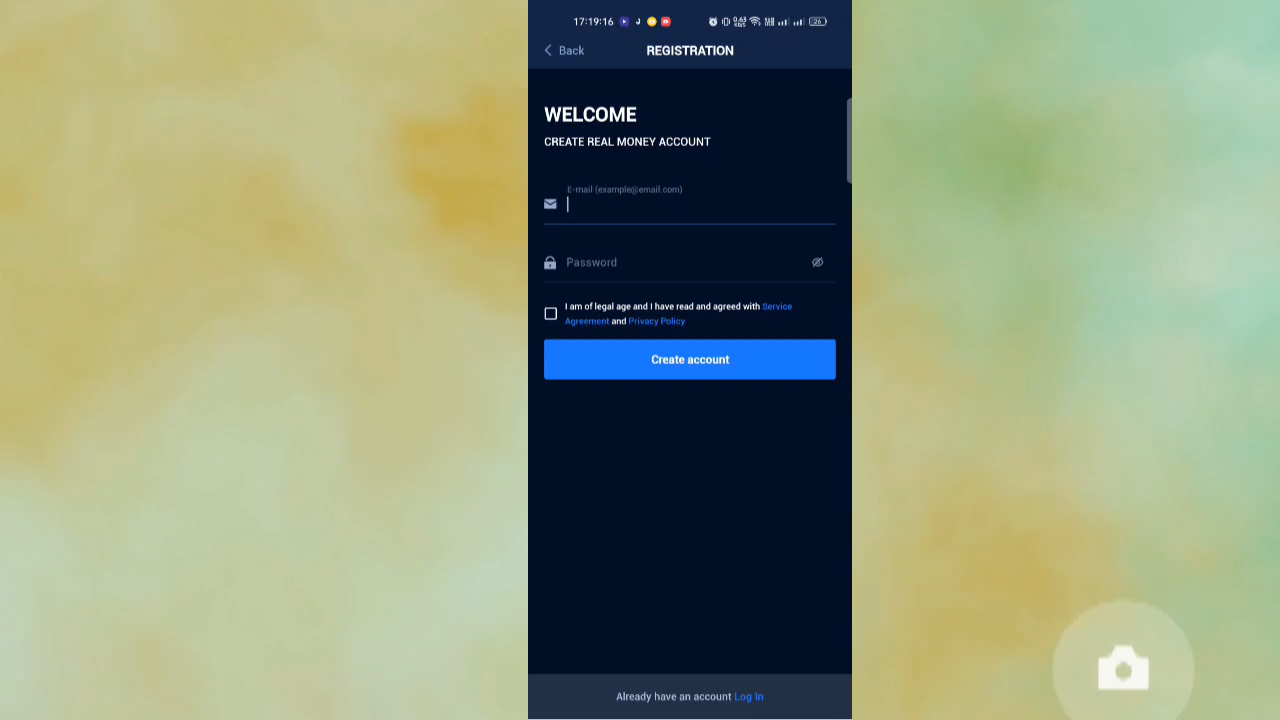 17:19:16
26
Back
REGISTRATION
WELCOME
CREATE REAL MONEY ACCOUNT
E-mail (example@email.com)
Password
I am of legal age and I have read and agreed with Service
Agreement and Privacy Policy
Create account
Already have an account Log In